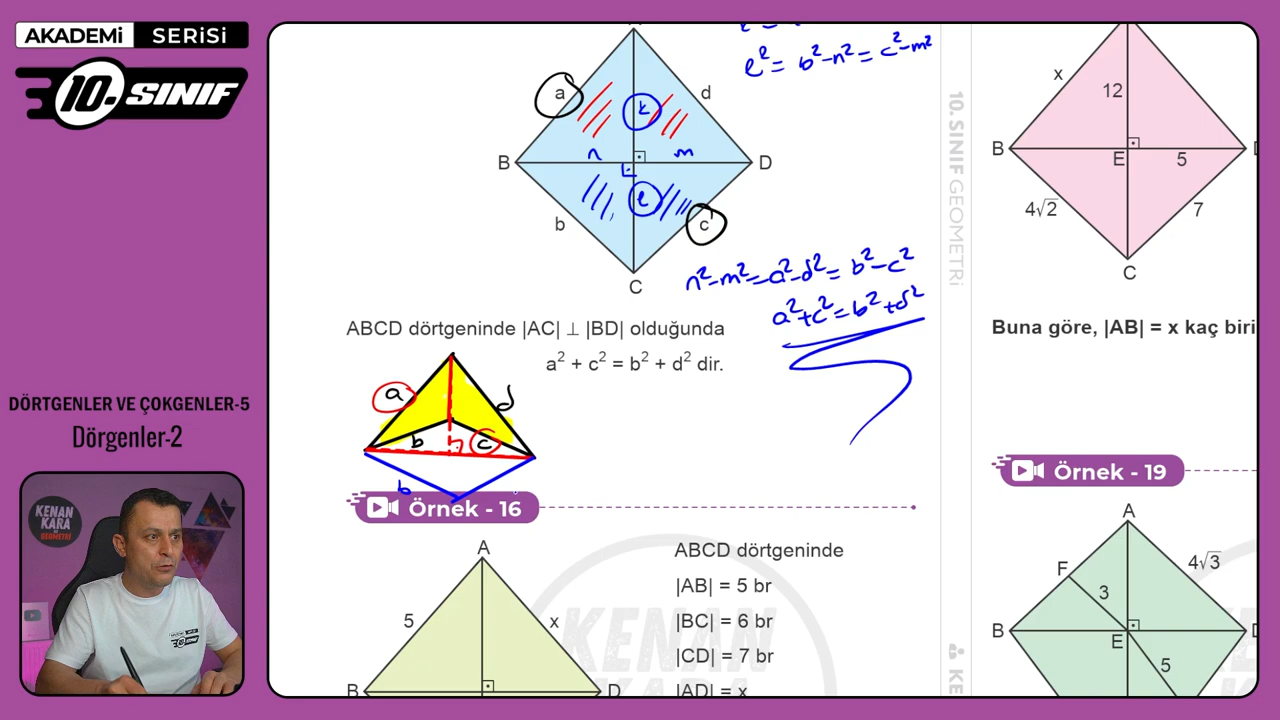 AKADEMİ SERİSİ
10. SINIF
DÖRTGENLER VE ÇOKGENLER-5
Dörgenler-2
KENAN
KARA
GEOMETRİ
a
d
k
n
m
B
D
l
b
c
C
l² = b²-n² = c²-m²
n²-m²=a²-d²=b²-c²
a²+c²=b²+d²
ABCD dörtgeninde |AC| ⊥ |BD| olduğunda
a² + c² = b² + d² dir.
a
d
b
c
b
Örnek - 16
A
5
x
B
D
ABCD dörtgeninde
|AB| = 5 br
|BC| = 6 br
|CD| = 7 br
|AD| = x
KENAN
10. SINIF GEOMETRİ
KE
x
12
B
E
5
4√2
7
C
Buna göre, |AB| = x kaç biri
Örnek - 19
A
F
4√3
3
B
E
D
5